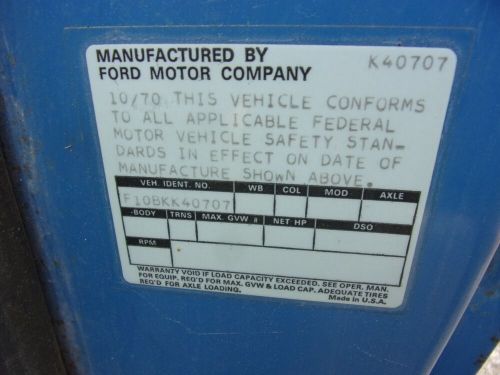 MANUFACTURED BY K40707
FORD MOTOR COMPANY
10/70 THIS VEHICLE CONFORMS
TO ALL APPLICABLE FEDERAL
MOTOR VEHICLE SAFETY STAN-
DARDS IN EFFECT ON DATE OF
MANUFACTURE SHOWN ABOVE.
VEH. IDENT. NO. WB COL MOD AXLE
F10BKK40707
-BODY TRNS MAX. GVW # NET HP DSO
RPM
WARRANTY VOID IF LOAD CAPACITY EXCEEDED. SEE OPER. MAN.
FOR EQUIP. REQ'D FOR MAX. GVW & LOAD CAP. ADEQUATE TIRES
REQ'D FOR AXLE LOADING. Made in U.S.A.